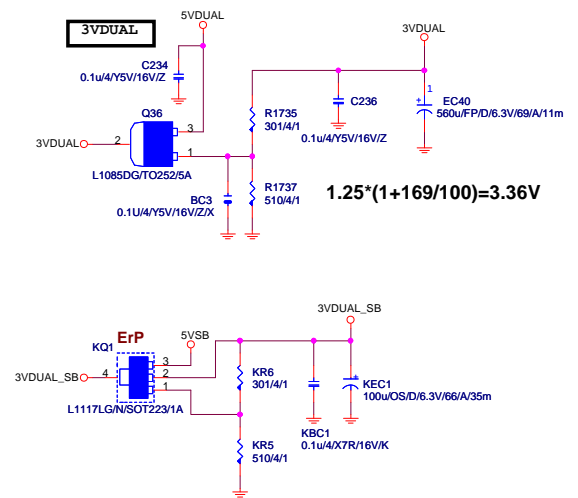 3VDUAL
5VDUAL
3VDUAL
C234
0.1u/4/Y5V/16V/Z
Q36
3
2
1
3VDUAL
L1085DG/TO252/5A
R1735
301/4/1
C236
0.1u/4/Y5V/16V/Z
1
+
EC40
560u/FP/D/6.3V/69/A/11m
BC3
0.1U/4/Y5V/16V/Z/X
R1737
510/4/1
1.25*(1+169/100)=3.36V
3VDUAL_SB
ErP
5VSB
KQ1
3
2
1
4
3VDUAL_SB
L1117LG/N/SOT223/1A
KR6
301/4/1
+
KEC1
100u/OS/D/6.3V/66/A/35m
KBC1
0.1u/4/X7R/16V/K
KR5
510/4/1